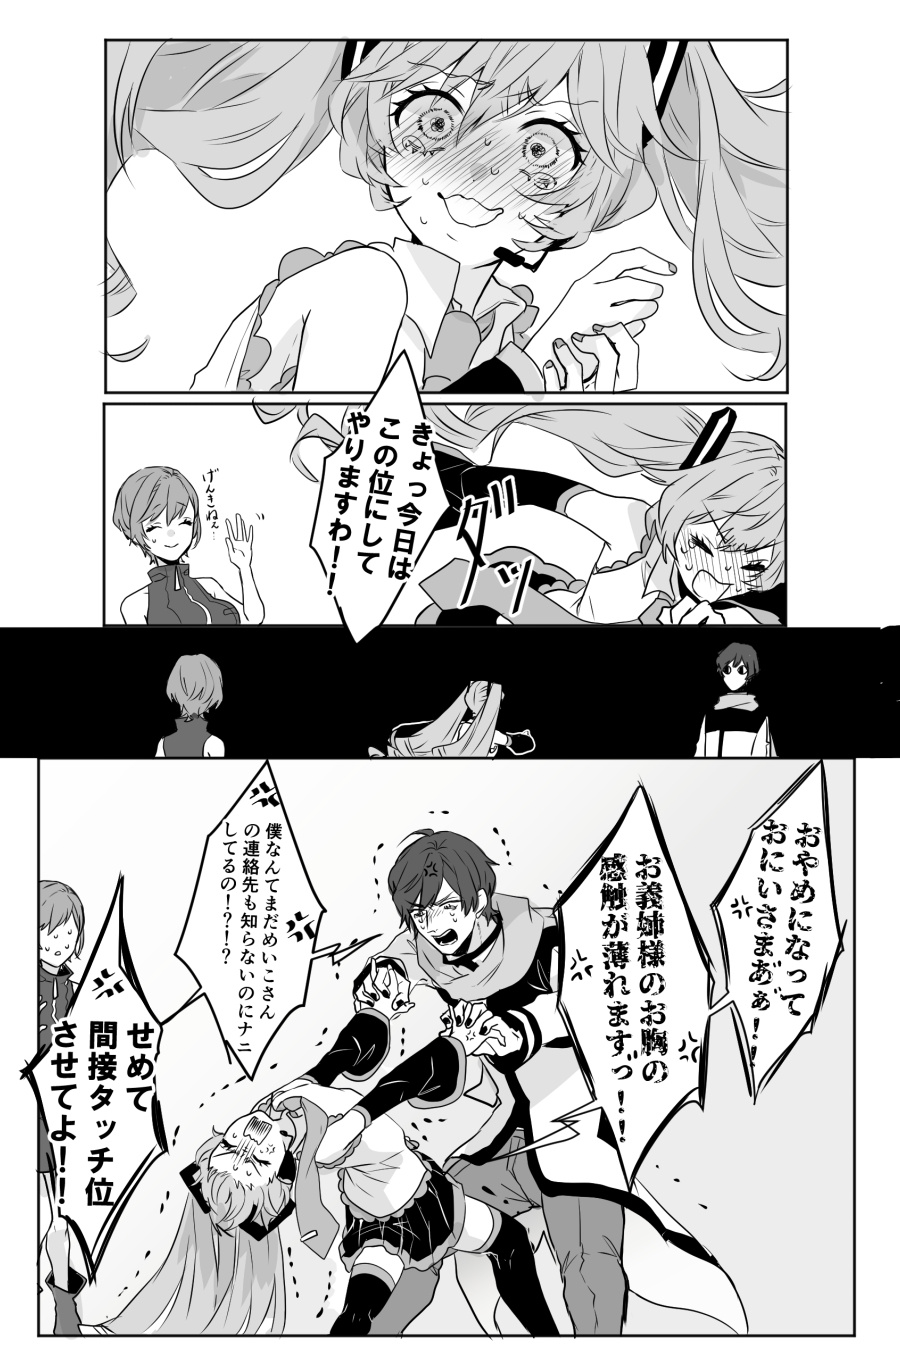 きょっ今日は
この位にして
やりますわ！！
ダッ
げんきねぇ…
おやめになって
おにいさまあ゛ぁ！！
お義姉様のお胸の
感触が薄れますっ！！
僕なんてまだめいこさん
の連絡先も知らないのにナニ
してるの！？！？
せめて
間接タッチ位
させてよ！！